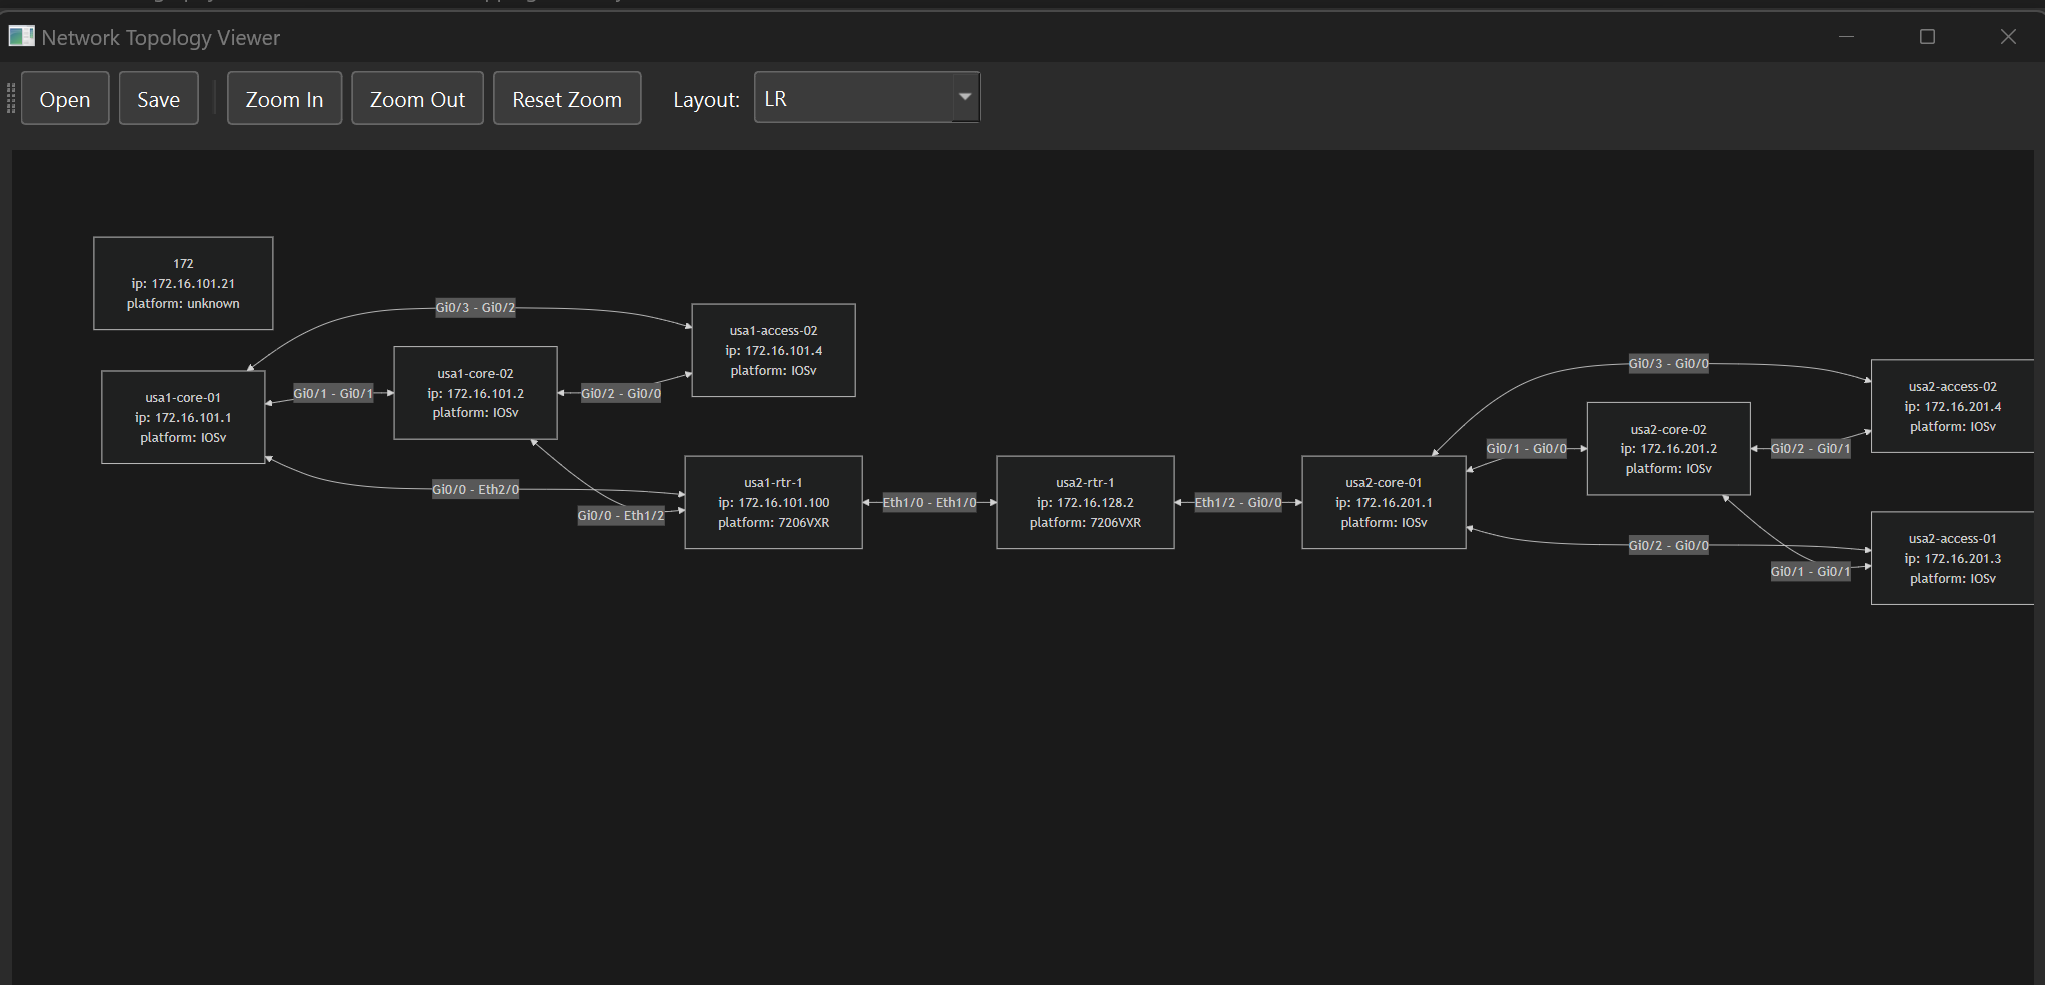 Network Topology Viewer
Open
Save
Zoom In
Zoom Out
Reset Zoom
Layout:
LR
172
ip: 172.16.101.21
platform: unknown
Gi0/3 - Gi0/2
usa1-access-02
ip: 172.16.101.4
platform: IOSv
usa1-core-02
ip: 172.16.101.2
platform: IOSv
usa1-core-01
ip: 172.16.101.1
platform: IOSv
Gi0/1 - Gi0/1
Gi0/2 - Gi0/0
Gi0/0 - Eth2/0
Gi0/0 - Eth1/2
usa1-rtr-1
ip: 172.16.101.100
platform: 7206VXR
Eth1/0 - Eth1/0
usa2-rtr-1
ip: 172.16.128.2
platform: 7206VXR
Eth1/2 - Gi0/0
usa2-core-01
ip: 172.16.201.1
platform: IOSv
Gi0/3 - Gi0/0
Gi0/1 - Gi0/0
usa2-core-02
ip: 172.16.201.2
platform: IOSv
Gi0/2 - Gi0/1
usa2-access-02
ip: 172.16.201.4
platform: IOSv
Gi0/2 - Gi0/0
Gi0/1 - Gi0/1
usa2-access-01
ip: 172.16.201.3
platform: IOSv